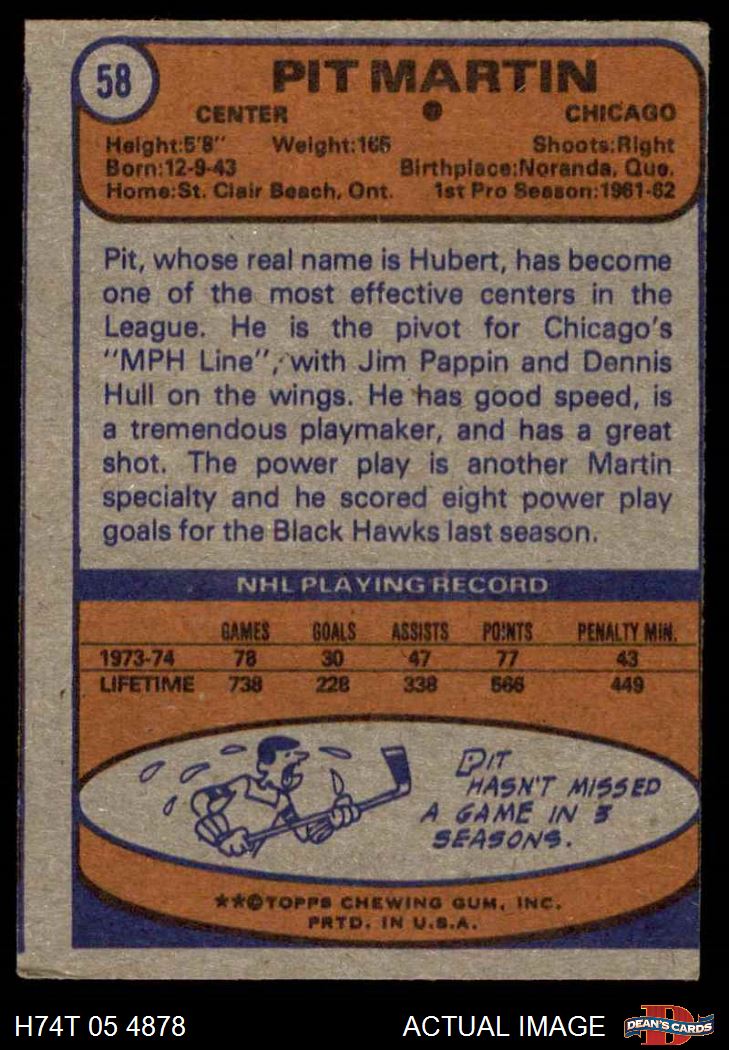 58
PIT MARTIN
CENTER CHICAGO
Height:5'8" Weight:165 Shoots:Right
Born:12-9-43 Birthplace:Noranda, Que.
Home:St. Clair Beach, Ont. 1st Pro Season:1961-62
Pit, whose real name is Hubert, has become
one of the most effective centers in the
League. He is the pivot for Chicago's
"MPH Line", with Jim Pappin and Dennis
Hull on the wings. He has good speed, is
a tremendous playmaker, and has a great
shot. The power play is another Martin
specialty and he scored eight power play
goals for the Black Hawks last season.
NHL PLAYING RECORD
GAMES GOALS ASSISTS POINTS PENALTY MIN.
1973-74 78 30 47 77 43
LIFETIME 738 228 338 566 449
PIT
HASN'T MISSED
A GAME IN 3
SEASONS.
**©TOPPS CHEWING GUM, INC.
PRTD. IN U.S.A.
H74T 05 4878 ACTUAL IMAGE
D
DEAN'S CARDS